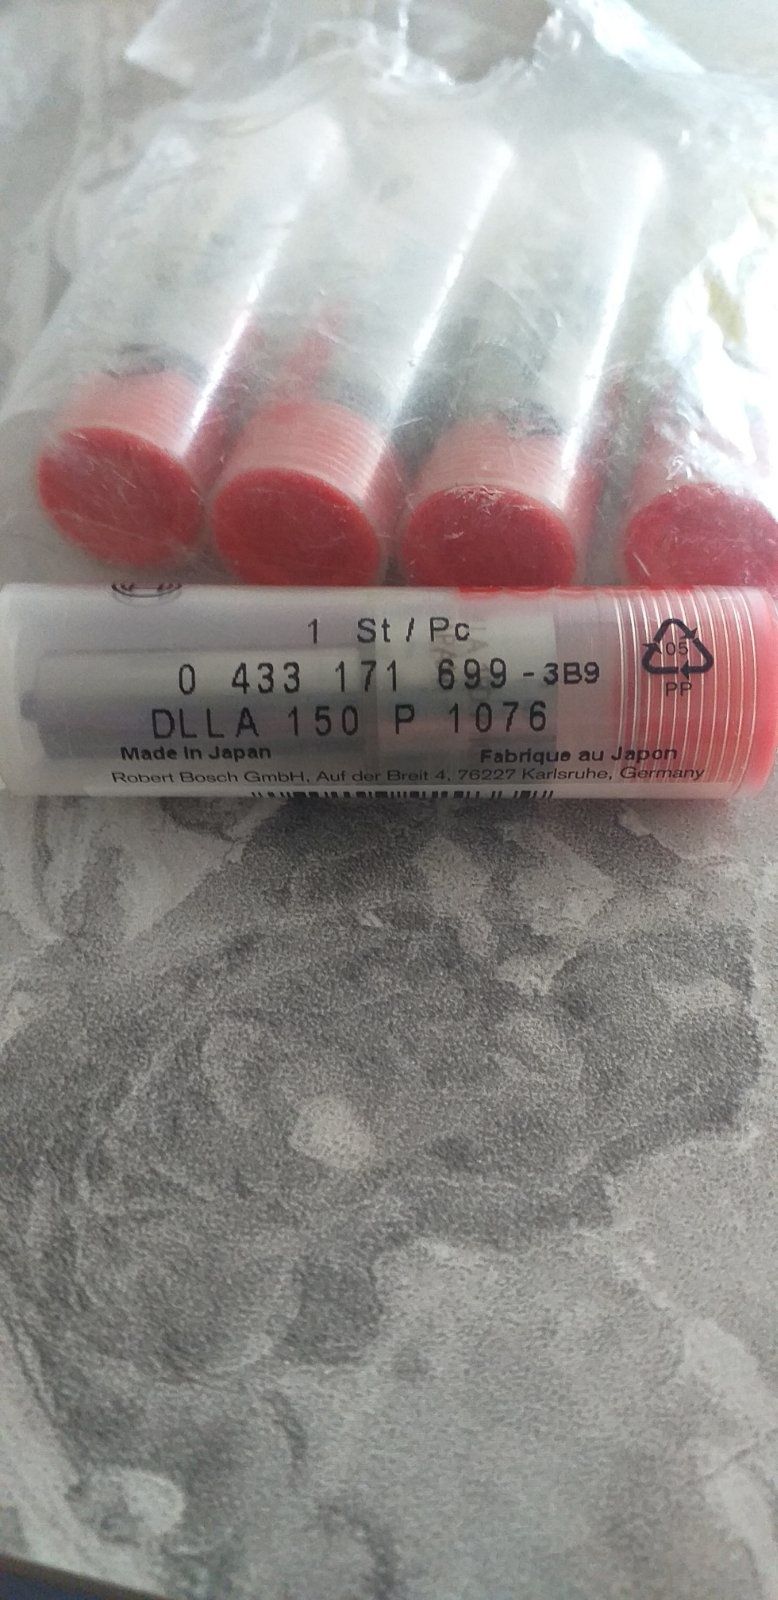 1 St / Pc
0 433 171 699 - 3B9
DLLA 150 P 1076
Made in Japan Fabriqué au Japon
Robert Bosch GmbH, Auf der Breit 4, 76227 Karlsruhe, Germany
05
PP